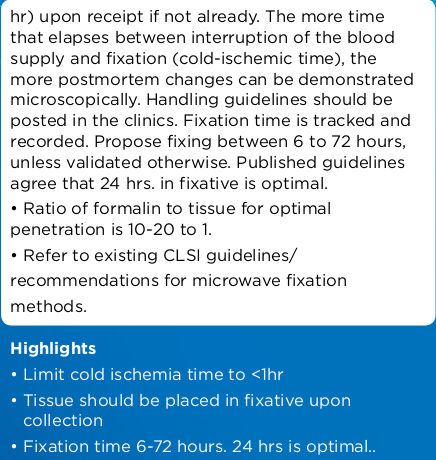 hr) upon receipt if not already. The more time
that elapses between interruption of the blood
supply and fixation (cold-ischemic time), the
more postmortem changes can be demonstrated
microscopically. Handling guidelines should be
posted in the clinics. Fixation time is tracked and
recorded. Propose fixing between 6 to 72 hours,
unless validated otherwise. Published guidelines
agree that 24 hrs. in fixative is optimal.
• Ratio of formalin to tissue for optimal
penetration is 10-20 to 1.
• Refer to existing CLSI guidelines/
recommendations for microwave fixation
methods.
Highlights
• Limit cold ischemia time to <1hr
• Tissue should be placed in fixative upon
collection
• Fixation time 6-72 hours. 24 hrs is optimal..